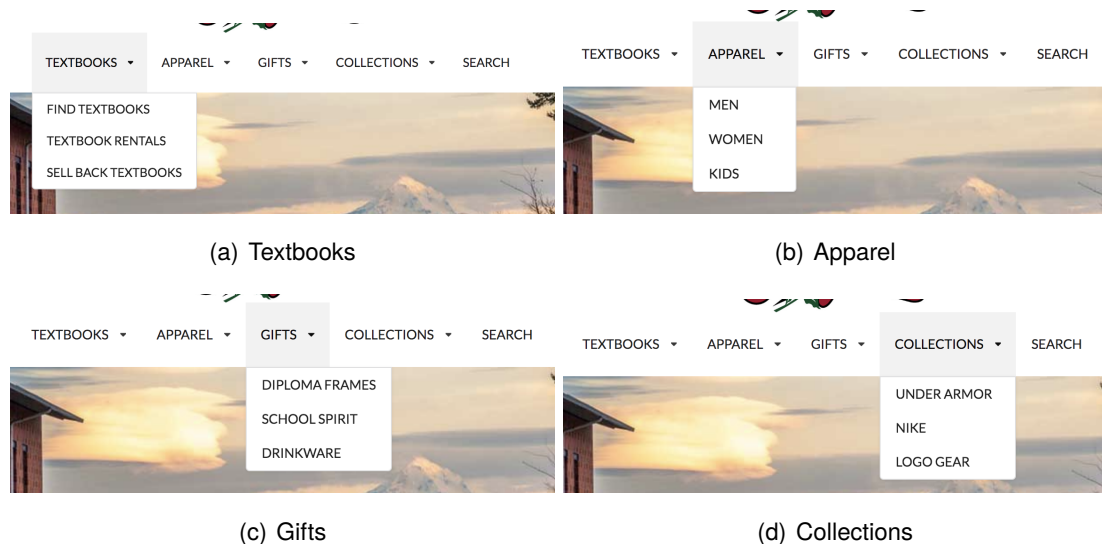 TEXTBOOKS APPAREL GIFTS COLLECTIONS SEARCH
FIND TEXTBOOKS
TEXTBOOK RENTALS
SELL BACK TEXTBOOKS
(a) Textbooks
TEXTBOOKS APPAREL GIFTS COLLECTIONS SEARCH
MEN
WOMEN
KIDS
(b) Apparel
TEXTBOOKS APPAREL GIFTS COLLECTIONS SEARCH
DIPLOMA FRAMES
SCHOOL SPIRIT
DRINKWARE
(c) Gifts
TEXTBOOKS APPAREL GIFTS COLLECTIONS SEARCH
UNDER ARMOR
NIKE
LOGO GEAR
(d) Collections